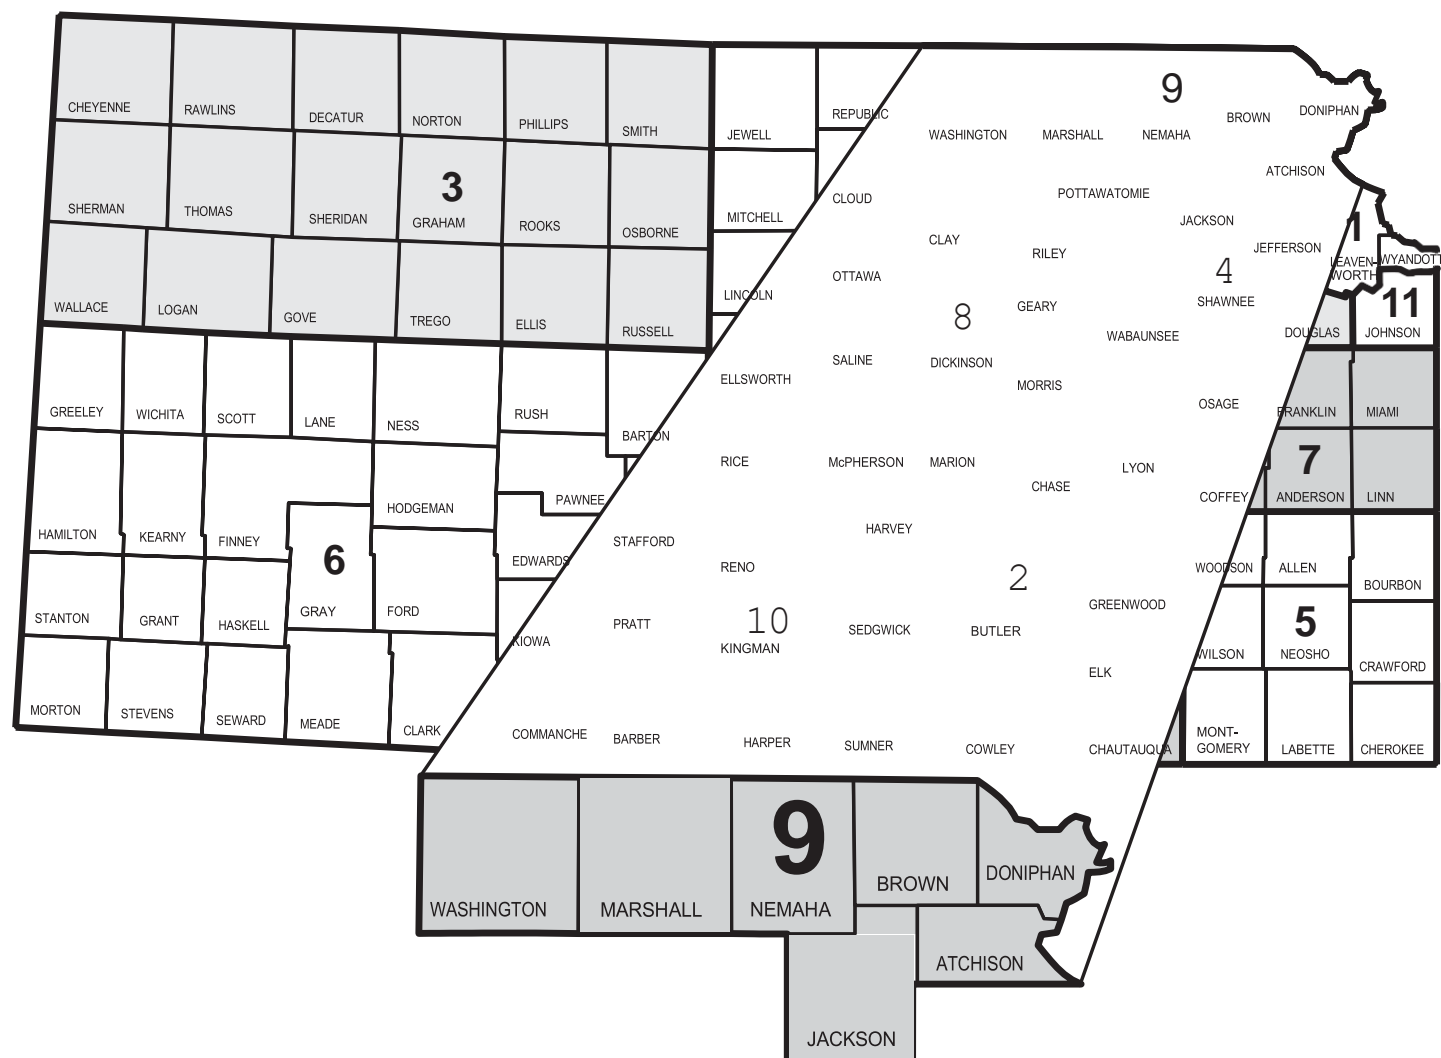 9
CHEYENNE
RAWLINS
DECATUR
NORTON
PHILLIPS
SMITH
JEWELL
REPUBLIC
WASHINGTON
MARSHALL
NEMAHA
BROWN
DONIPHAN
ATCHISON
3
SHERMAN
THOMAS
SHERIDAN
GRAHAM
ROOKS
OSBORNE
MITCHELL
CLOUD
CLAY
POTTAWATOMIE
RILEY
JACKSON
JEFFERSON
1
LEAVEN-
WORTH
WYANDOTT
4
SHAWNEE
11
JOHNSON
DOUGLAS
WALLACE
LOGAN
GOVE
TREGO
ELLIS
RUSSELL
LINCOLN
OTTAWA
8
GEARY
WABAUNSEE
DICKINSON
SALINE
ELLSWORTH
MORRIS
OSAGE
FRANKLIN
MIAMI
GREELEY
WICHITA
SCOTT
LANE
NESS
RUSH
BARTON
RICE
McPHERSON
MARION
CHASE
LYON
COFFEY
7
ANDERSON
LINN
HAMILTON
KEARNY
FINNEY
HODGEMAN
PAWNEE
EDWARDS
STAFFORD
RENO
HARVEY
6
GRAY
FORD
2
GREENWOOD
WOODSON
ALLEN
BOURBON
STANTON
GRANT
HASKELL
KIOWA
PRATT
10
KINGMAN
SEDGWICK
BUTLER
ELK
WILSON
5
NEOSHO
CRAWFORD
MORTON
STEVENS
SEWARD
MEADE
CLARK
COMMANCHE
BARBER
HARPER
SUMNER
COWLEY
CHAUTAUQUA
MONT-
GOMERY
LABETTE
CHEROKEE
9
WASHINGTON
MARSHALL
NEMAHA
BROWN
DONIPHAN
ATCHISON
JACKSON